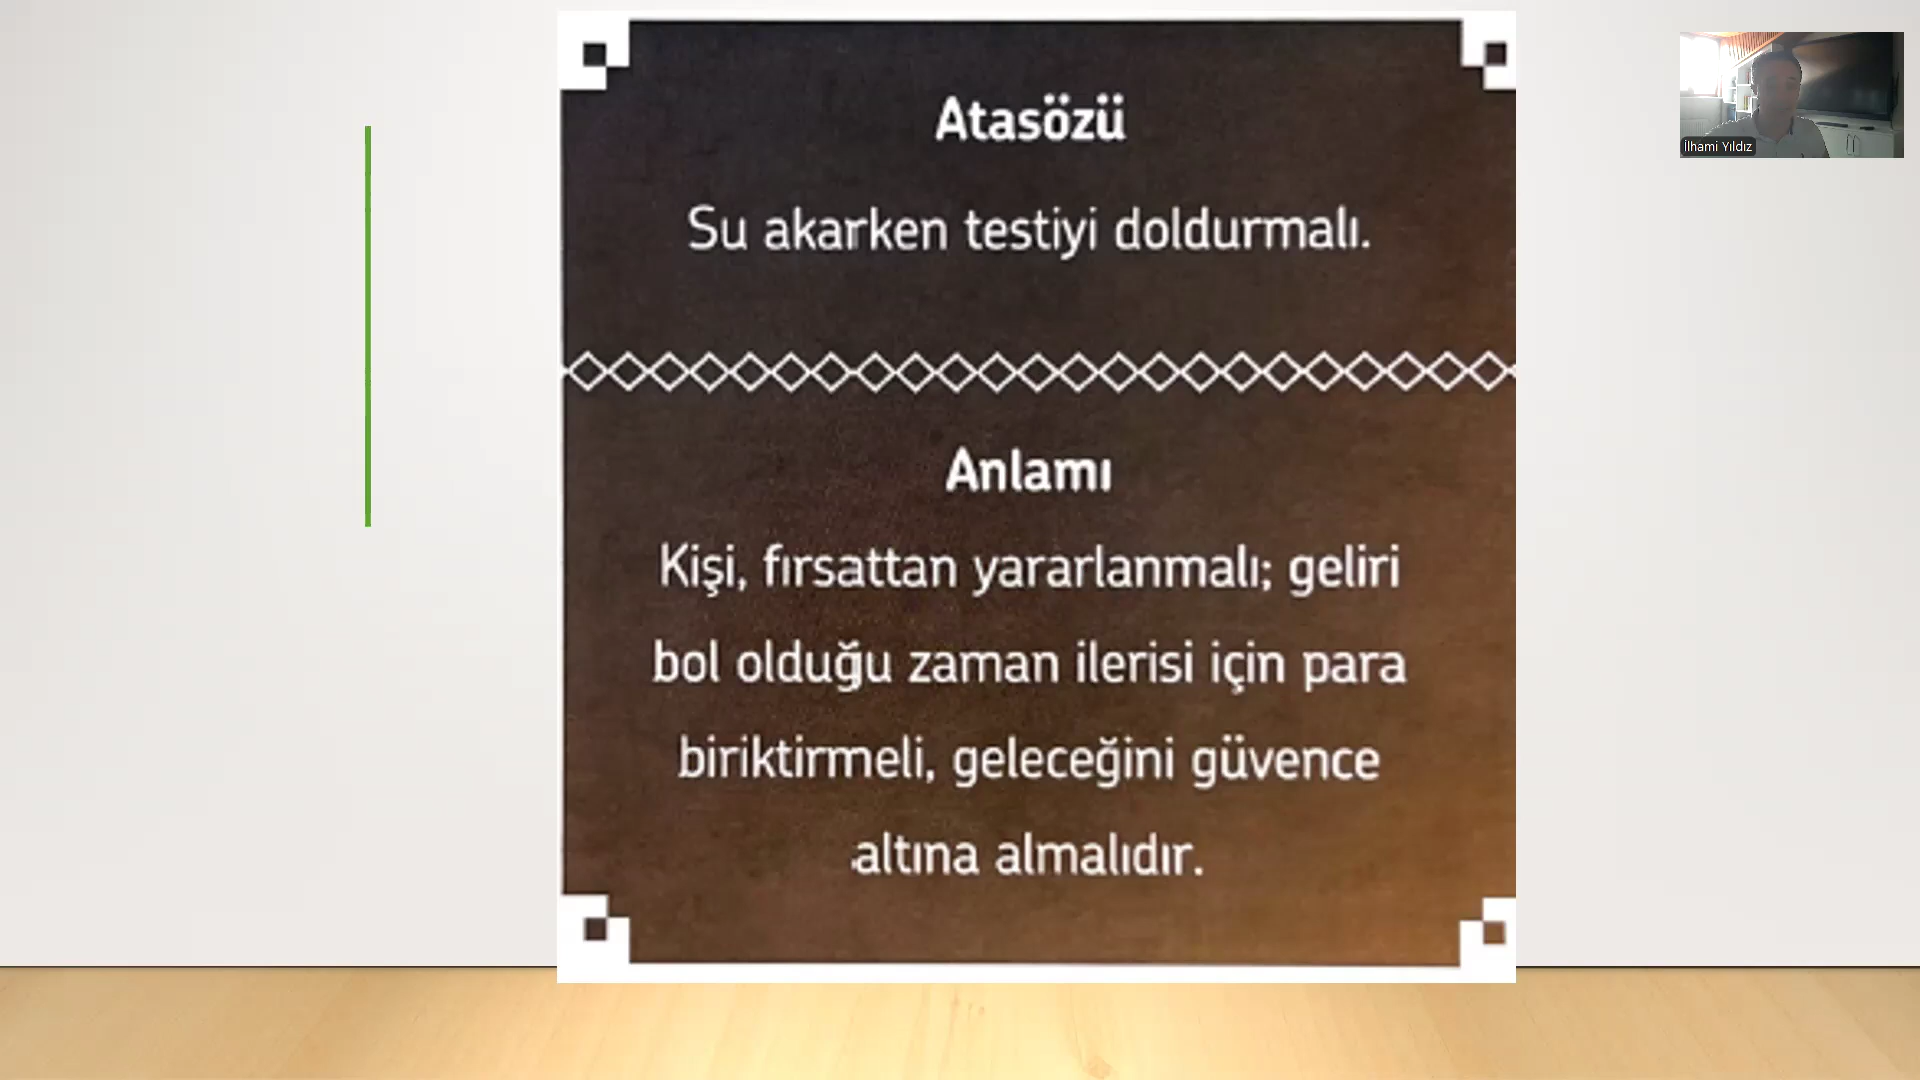 Atasözü
Su akarken testiyi doldurmalı.
Anlamı
Kişi, fırsattan yararlanmalı; geliri
bol olduğu zaman ilerisi için para
biriktirmeli, geleceğini güvence
altına almalıdır.
İlhami Yıldız